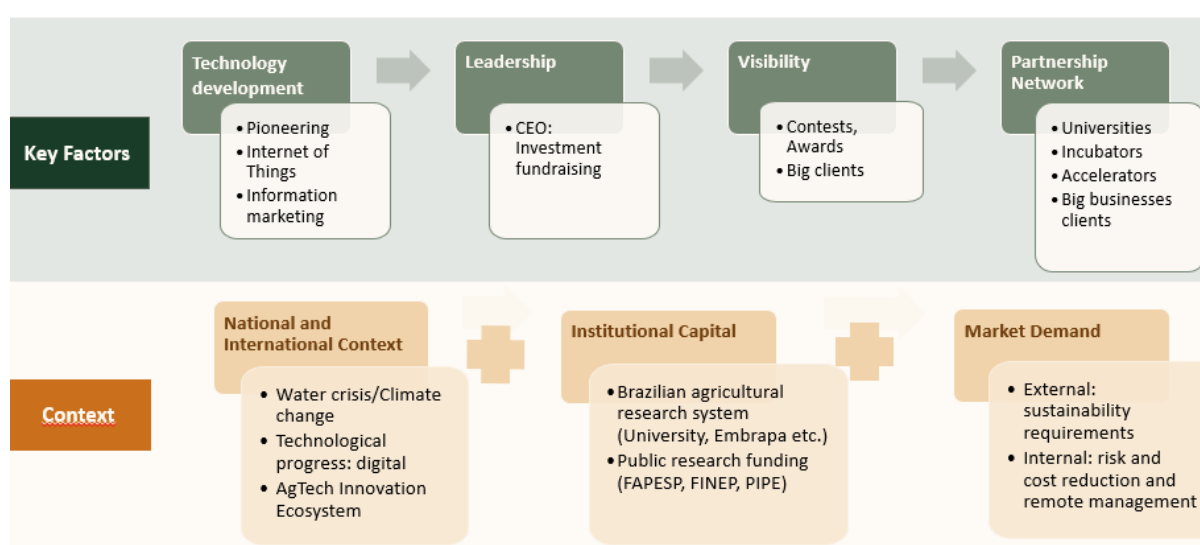 Key Factors
Technology
development
• Pioneering
• Internet of
Things
• Information
marketing
Leadership
• CEO:
Investment
fundraising
Visibility
• Contests,
Awards
• Big clients
Partnership
Network
• Universities
• Incubators
• Accelerators
• Big businesses
clients
Context
National and
International Context
• Water crisis/Climate
change
• Technological
progress: digital
• AgTech Innovation
Ecosystem
Institutional Capital
• Brazilian agricultural
research system
(University, Embrapa etc.)
• Public research funding
(FAPESP, FINEP, PIPE)
Market Demand
• External:
sustainability
requirements
• Internal: risk and
cost reduction and
remote management